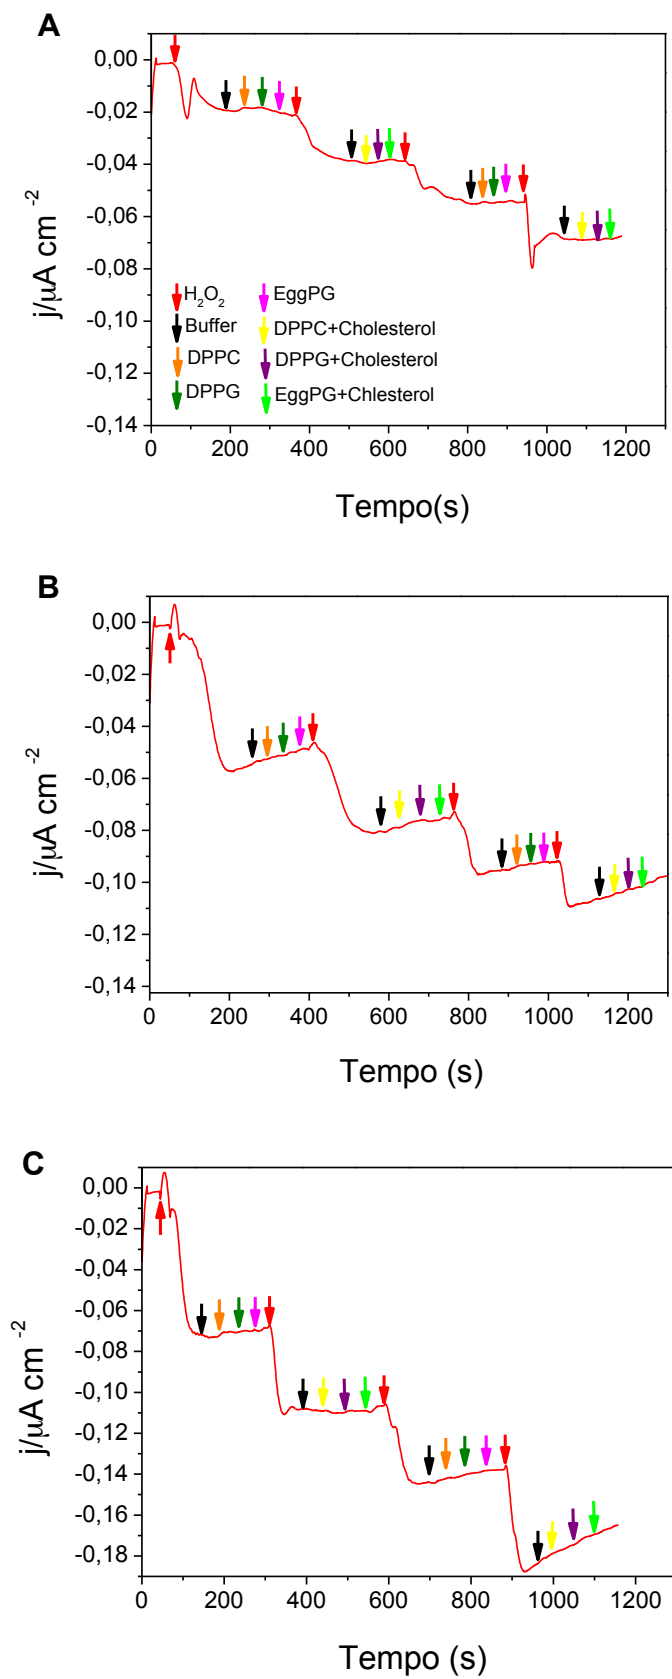 A
0,00
-0,02
-0,04
-0,06
-0,08
-0,10
-0,12
-0,14
j/μA cm⁻²
H₂O₂
EggPG
Buffer
DPPC+Cholesterol
DPPC
DPPG+Cholesterol
DPPG
EggPG+Chlesterol
0 200 400 600 800 1000 1200
Tempo(s)
B
0,00
-0,02
-0,04
-0,06
-0,08
-0,10
-0,12
-0,14
j/μA cm⁻²
0 200 400 600 800 1000 1200
Tempo (s)
C
0,00
-0,02
-0,04
-0,06
-0,08
-0,10
-0,12
-0,14
-0,16
-0,18
j/μA cm⁻²
0 200 400 600 800 1000 1200
Tempo (s)